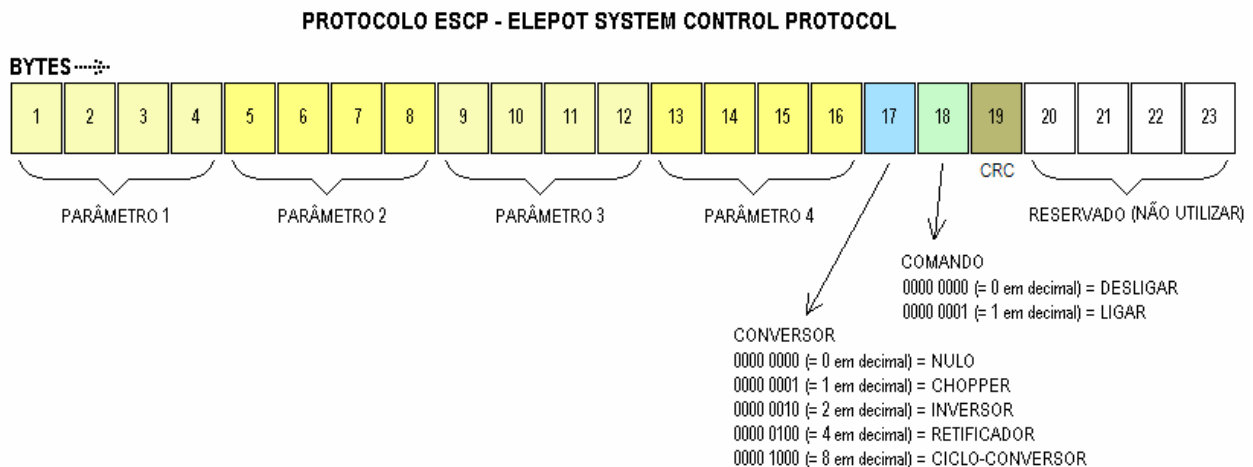 PROTOCOLO ESCP - ELEPOT SYSTEM CONTROL PROTOCOL
BYTES
1 2 3 4 5 6 7 8 9 10 11 12 13 14 15 16 17 18 19 20 21 22 23
CRC
PARÂMETRO 1 PARÂMETRO 2 PARÂMETRO 3 PARÂMETRO 4 RESERVADO (NÃO UTILIZAR)
COMANDO
0000 0000 (= 0 em decimal) = DESLIGAR
0000 0001 (= 1 em decimal) = LIGAR
CONVERSOR
0000 0000 (= 0 em decimal) = NULO
0000 0001 (= 1 em decimal) = CHOPPER
0000 0010 (= 2 em decimal) = INVERSOR
0000 0100 (= 4 em decimal) = RETIFICADOR
0000 1000 (= 8 em decimal) = CICLO-CONVERSOR